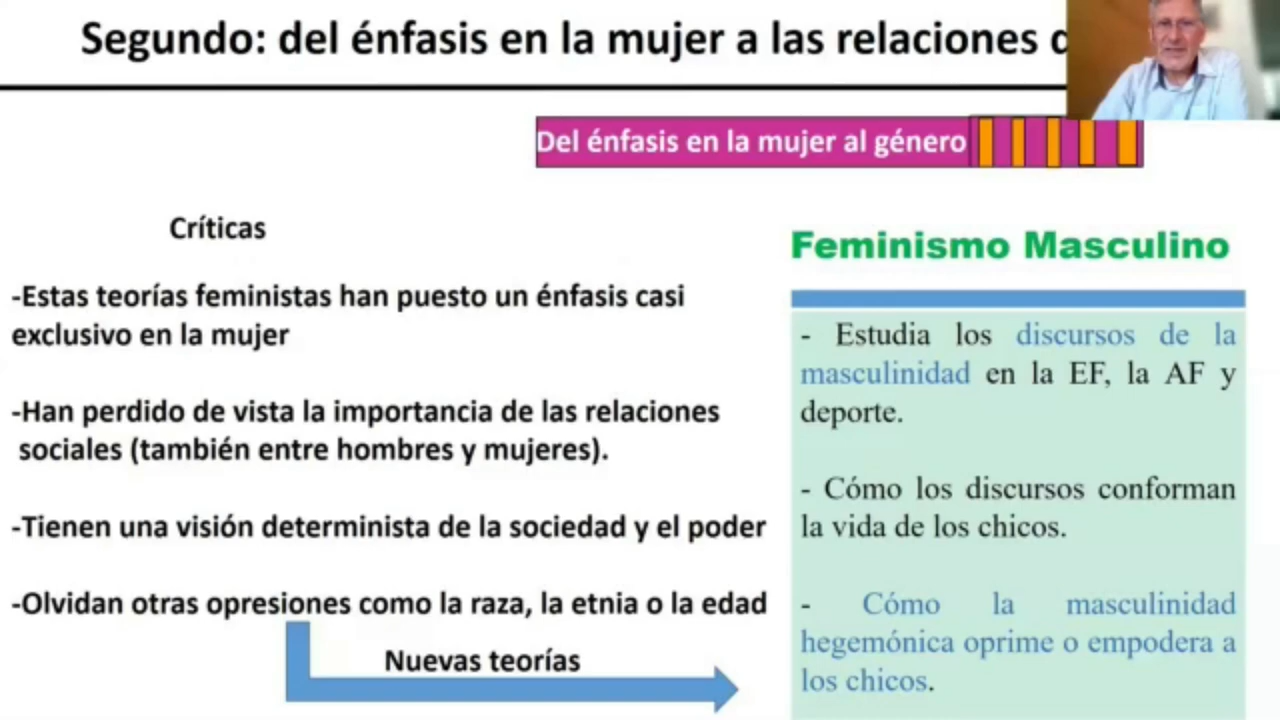 Segundo: del énfasis en la mujer a las relaciones
Del énfasis en la mujer al género
Críticas
-Estas teorías feministas han puesto un énfasis casi
exclusivo en la mujer
-Han perdido de vista la importancia de las relaciones
sociales (también entre hombres y mujeres).
-Tienen una visión determinista de la sociedad y el poder
-Olvidan otras opresiones como la raza, la etnia o la edad
Nuevas teorías
Feminismo Masculino
- Estudia los discursos de la
masculinidad en la EF, la AF y
deporte.
- Cómo los discursos conforman
la vida de los chicos.
- Cómo la masculinidad
hegemónica oprime o empodera a
los chicos.